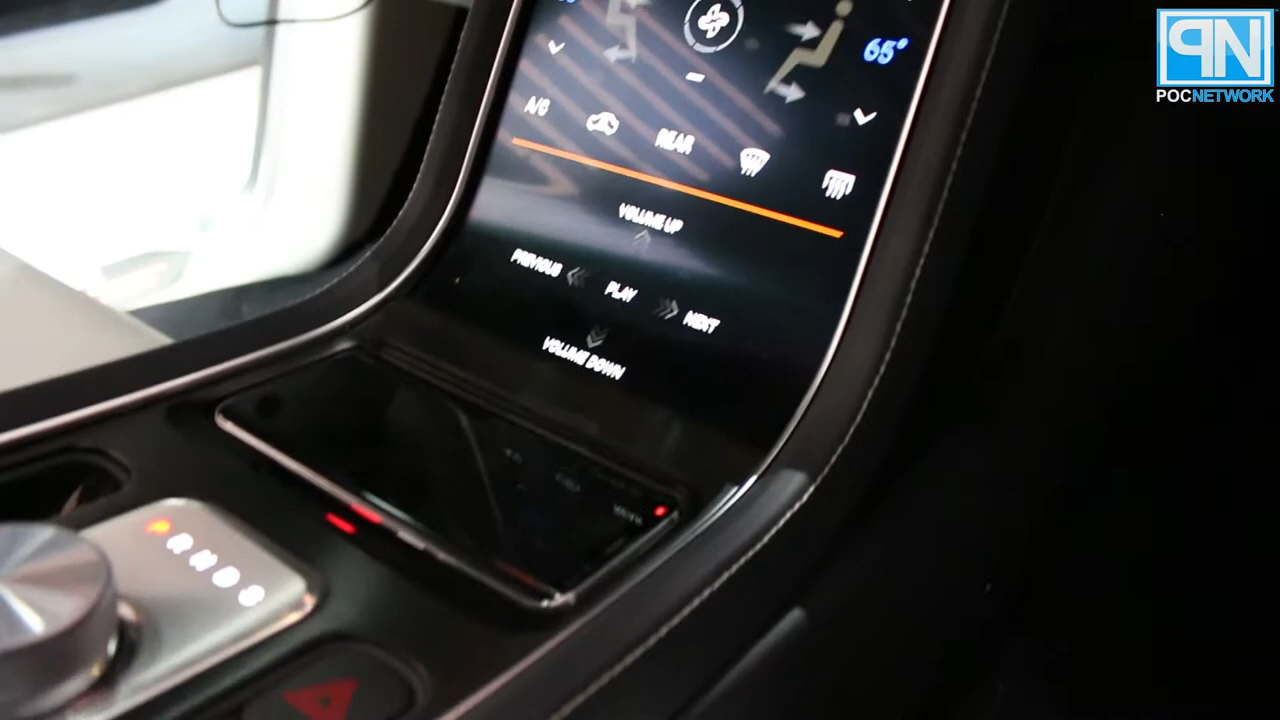 PN
POCNETWORK
65°
A/C
REAR
VOLUME UP
PREVIOUS
PLAY
NEXT
VOLUME DOWN
P R N D S